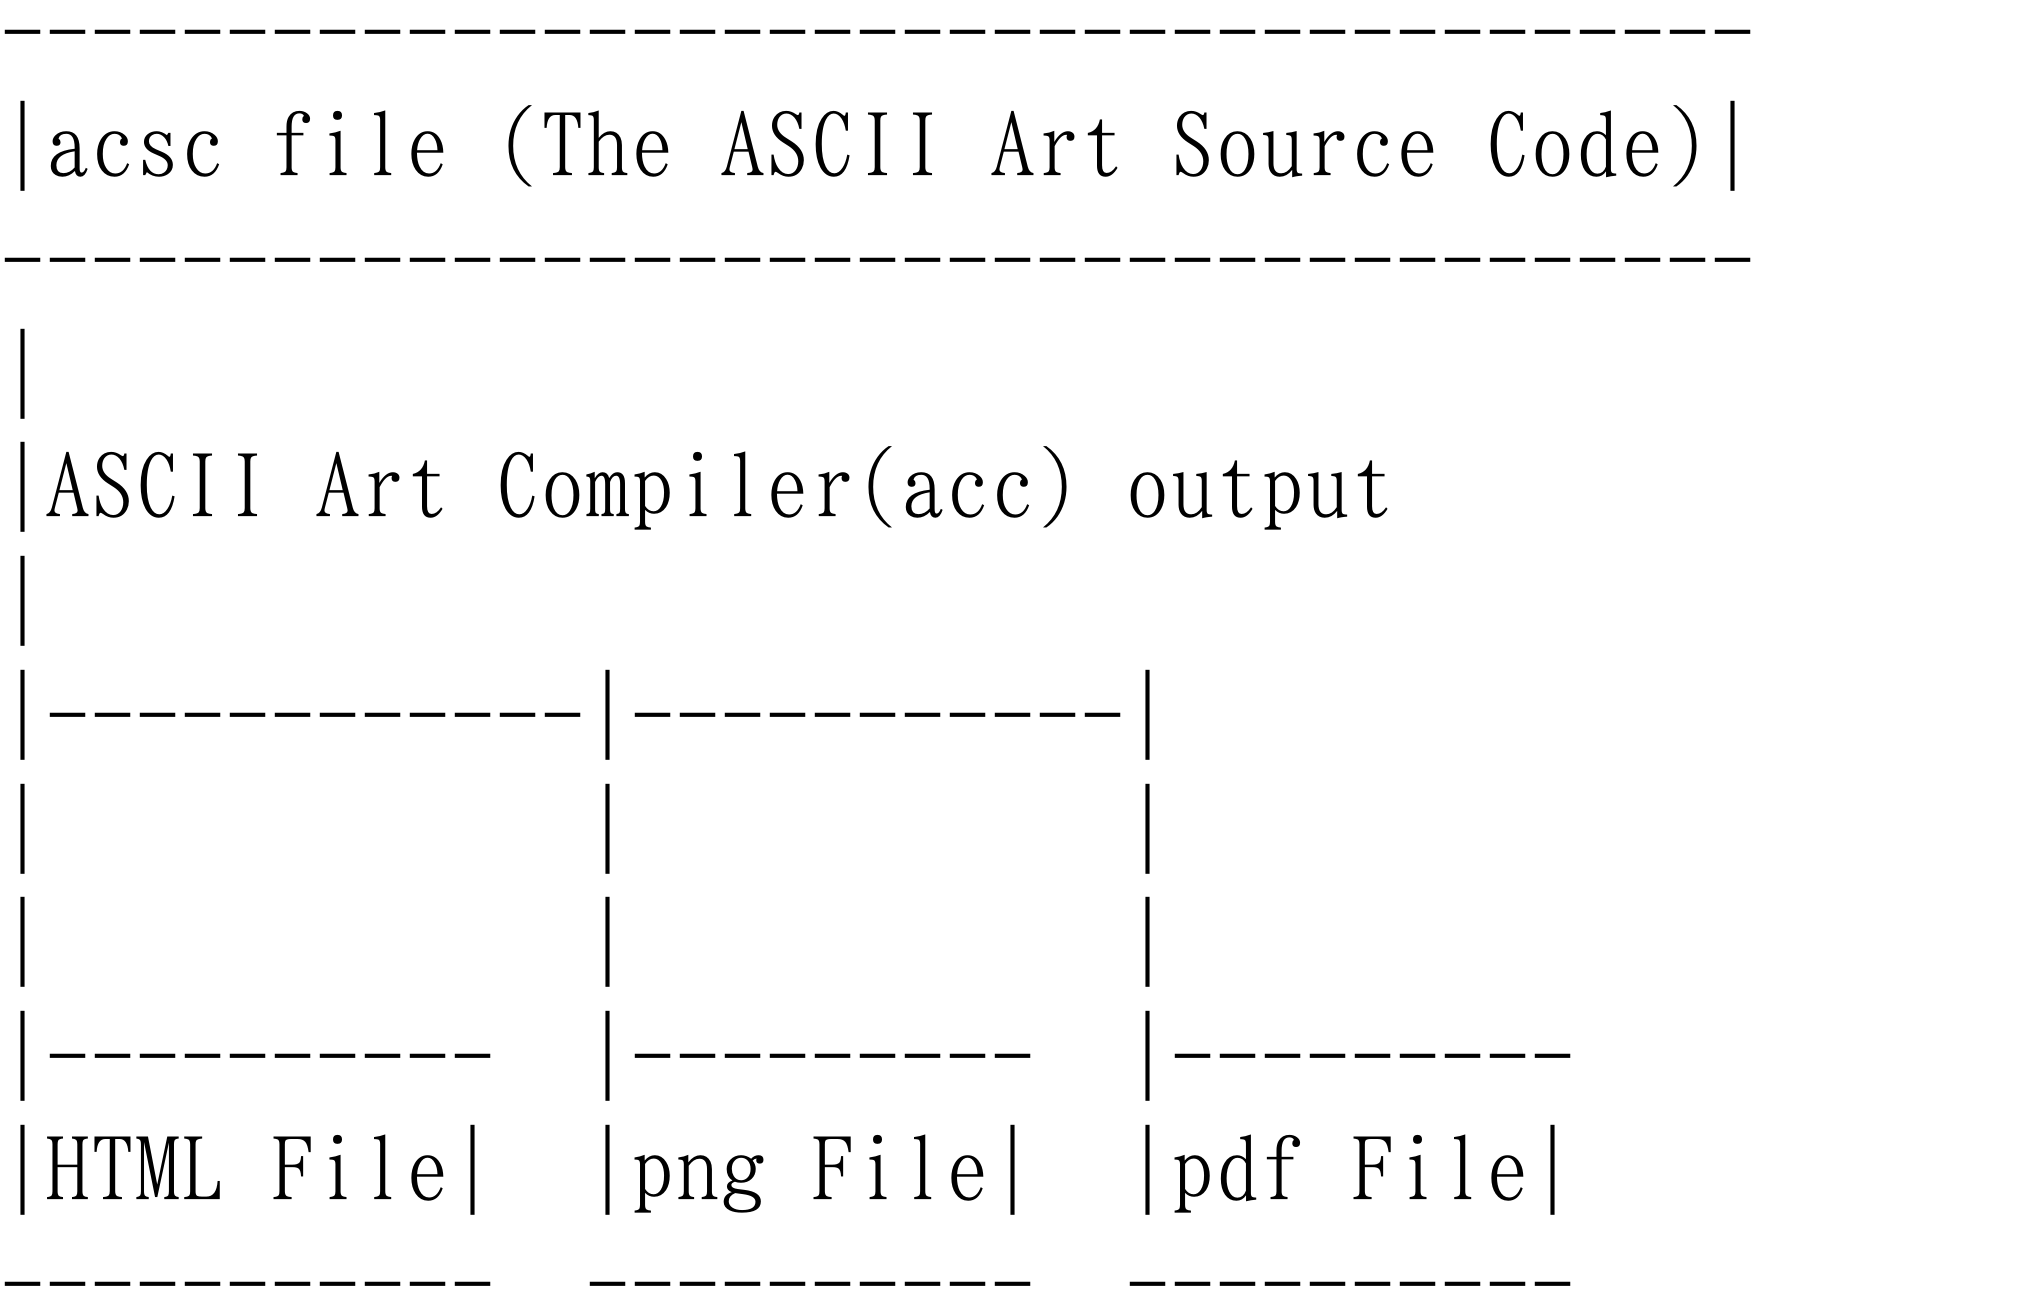 ---------------------------------------
|acsc file (The ASCII Art Source Code)|
---------------------------------------
|
|ASCII Art Compiler(acc) output
|
|------------|-----------|
|            |           |
|            |           |
|----------  |---------  |---------
|HTML File|  |png File|  |pdf File|
-----------  ----------  ----------